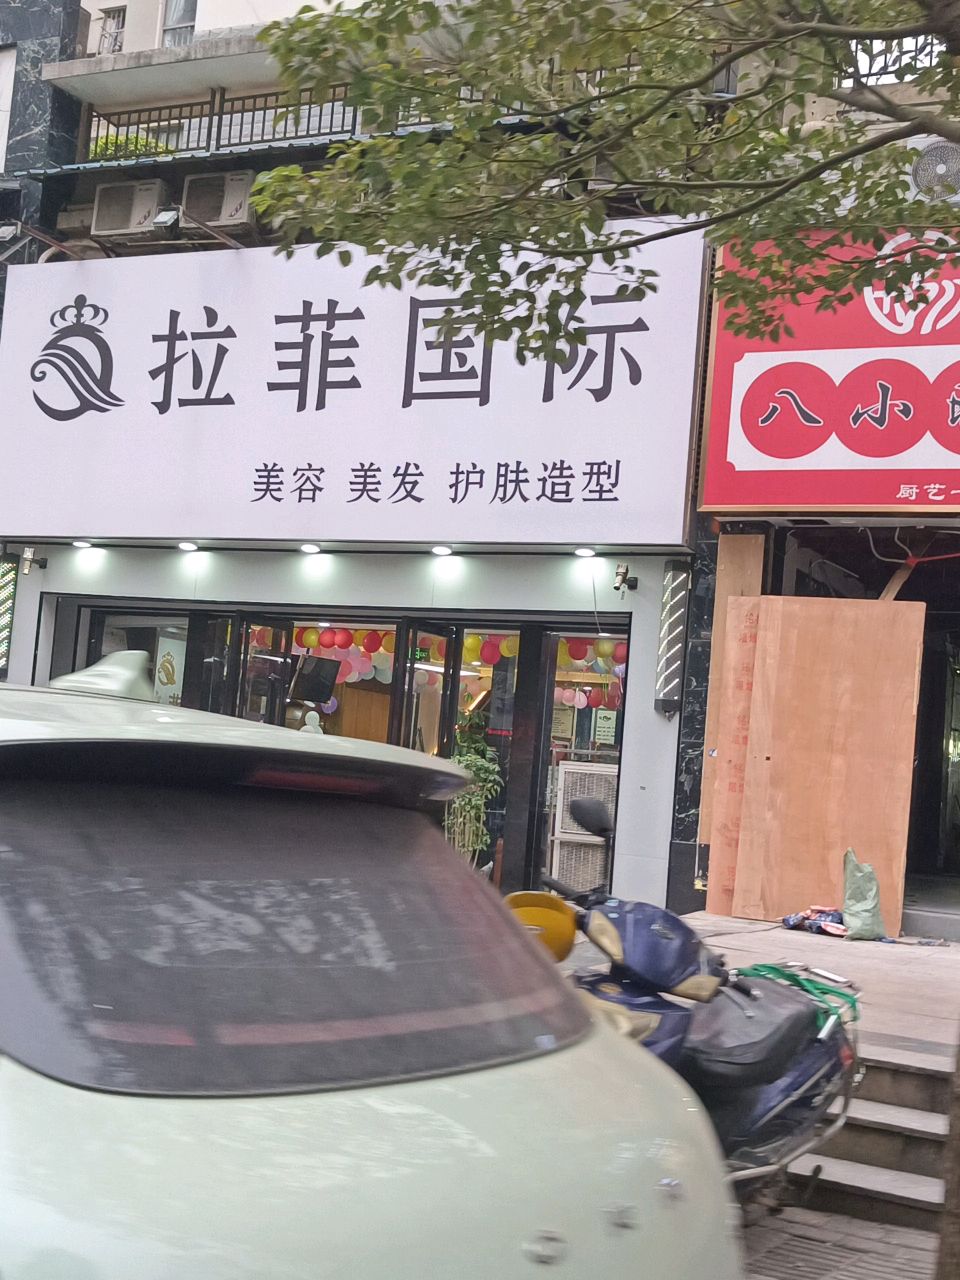 拉菲国际
美容 美发 护肤造型
八小
厨艺